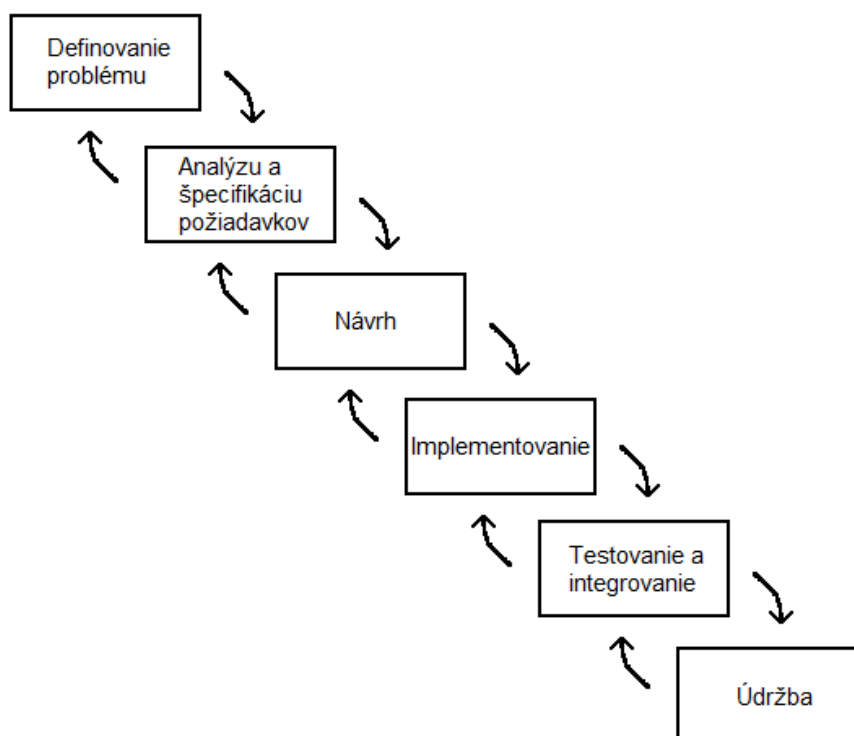 Definovanie
problému
Analýzu a
špecifikáciu
požiadavkov
Návrh
Implementovanie
Testovanie a
integrovanie
Údržba